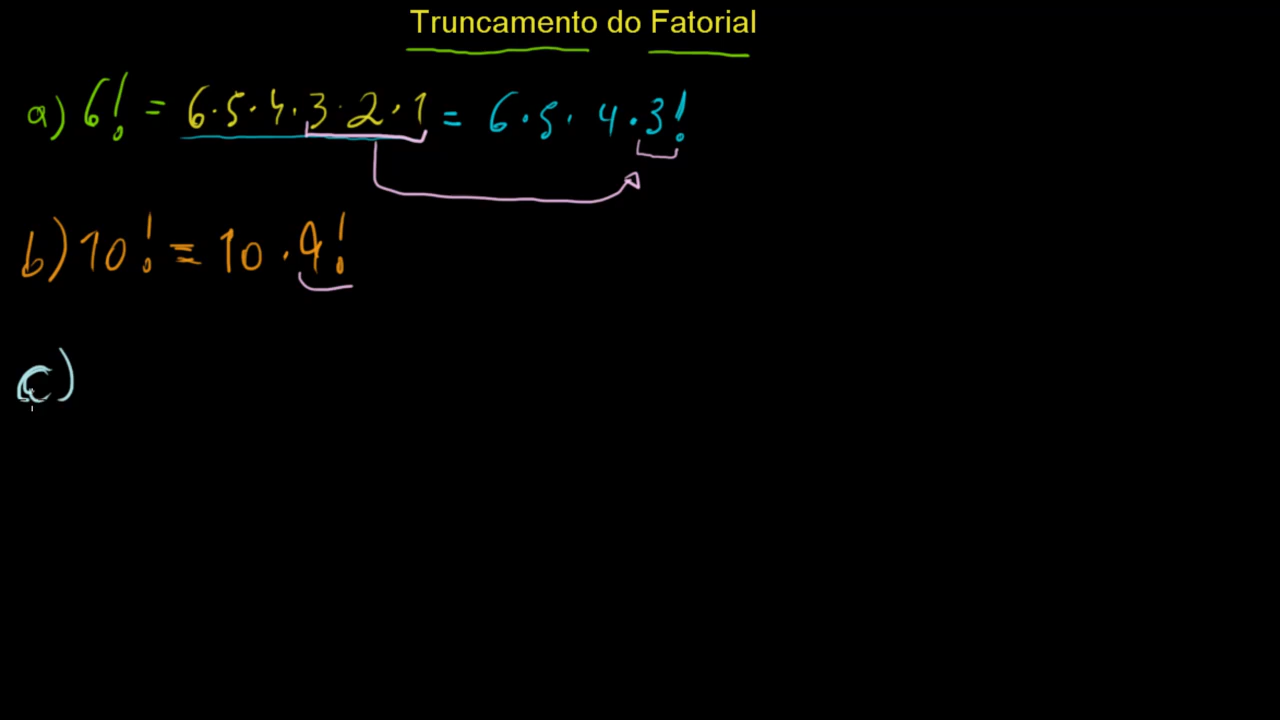 Truncamento do Fatorial
a) 6! = 6·5·4·3·2·1 = 6·5·4·3!
b) 10! = 10·9!
c)